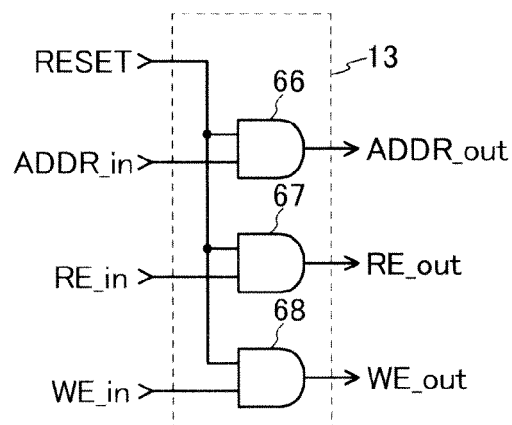 RESET
13
66
ADDR_in
ADDR_out
67
RE_in
RE_out
68
WE_in
WE_out